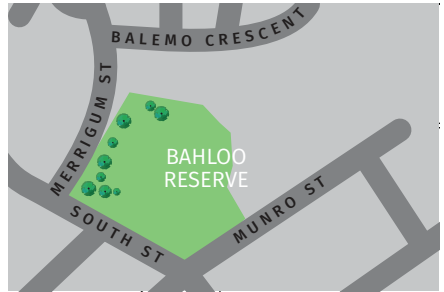 BALEMO CRESCENT
MERRIGUM ST
BAHLOO
RESERVE
MUNRO ST
SOUTH ST